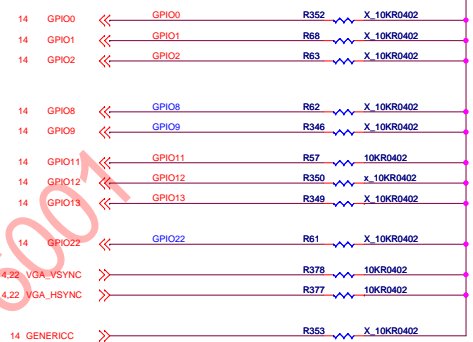 14 GPIO0 GPIO0 R352 X_10KR0402
14 GPIO1 GPIO1 R68 X_10KR0402
14 GPIO2 GPIO2 R63 X_10KR0402
14 GPIO8 GPIO8 R62 X_10KR0402
14 GPIO9 GPIO9 R346 X_10KR0402
14 GPIO11 GPIO11 R57 10KR0402
14 GPIO12 GPIO12 R350 x_10KR0402
14 GPIO13 GPIO13 R349 X_10KR0402
14 GPIO22 GPIO22 R61 X_10KR0402
4,22 VGA_VSYNC R378 10KR0402
4,22 VGA_HSYNC R377 10KR0402
14 GENERICC R353 X_10KR0402